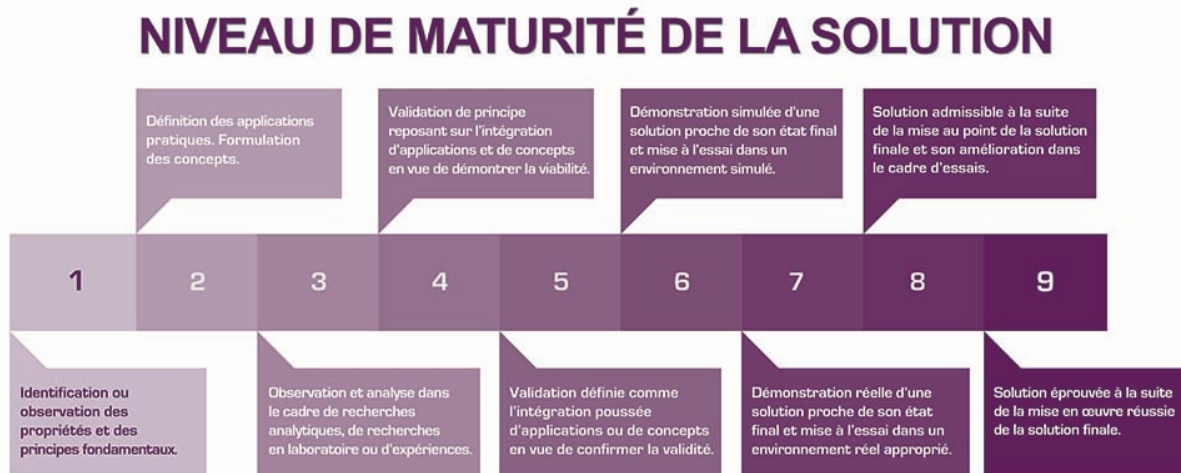 NIVEAU DE MATURITÉ DE LA SOLUTION
Définition des applications
pratiques. Formulation
des concepts.
Validation de principe
reposant sur l'intégration
d'applications et de concepts
en vue de démontrer la viabilité.
Démonstration simulée d'une
solution proche de son état final
et mise à l'essai dans un
environnement simulé.
Solution admissible à la suite
de la mise au point de la solution
finale et son amélioration dans
le cadre d'essais.
1 2 3 4 5 6 7 8 9
Identification ou
observation des
propriétés et des
principes fondamentaux.
Observation et analyse dans
le cadre de recherches
analytiques, de recherches
en laboratoire ou d'expériences.
Validation définie comme
l'intégration poussée
d'applications ou de concepts
en vue de confirmer la validité.
Démonstration réelle d'une
solution proche de son état
final et mise à l'essai dans un
environnement réel approprié.
Solution éprouvée à la suite
de la mise en œuvre réussie
de la solution finale.